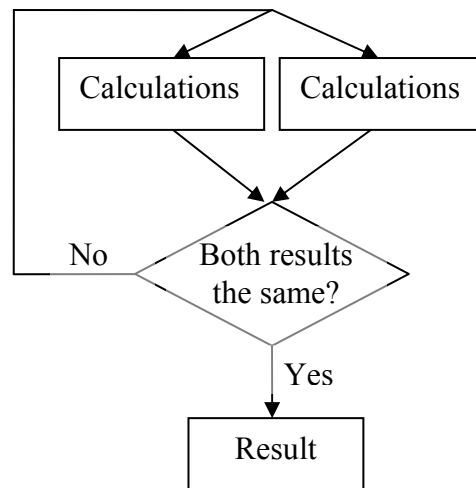 Calculations
Calculations
No
Both results
the same?
Yes
Result